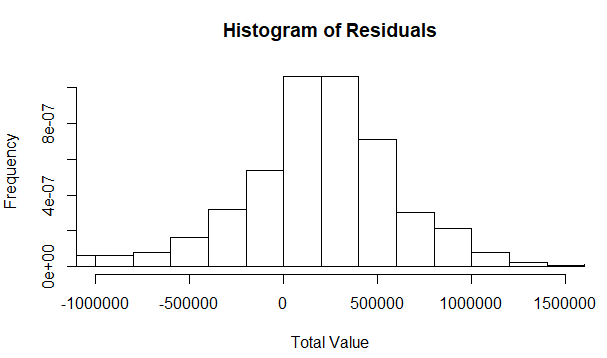 Histogram of Residuals
Frequency
8e-07
4e-07
0e+00
-1000000 -500000 0 500000 1000000 1500000
Total Value